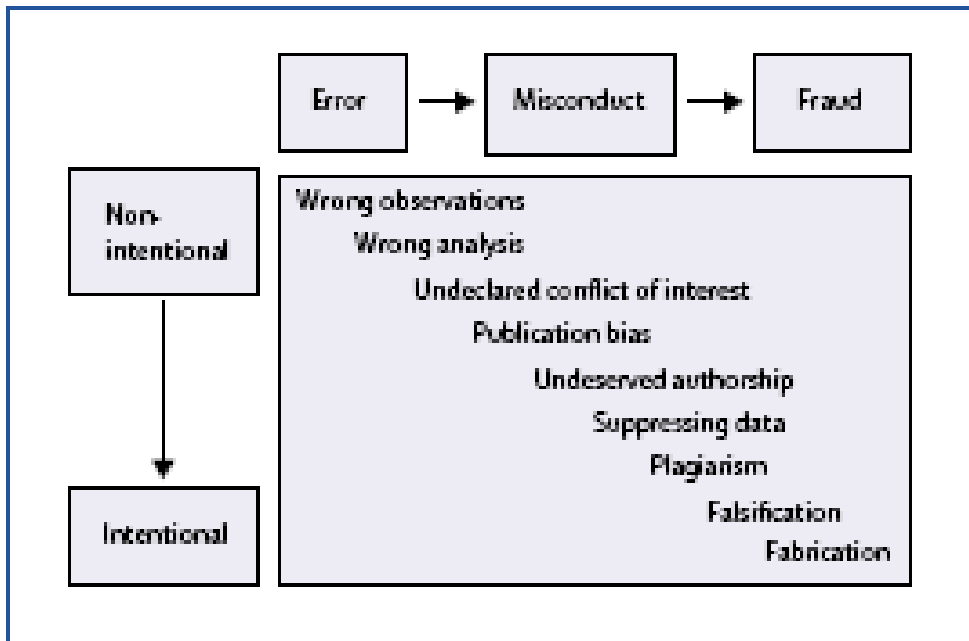 Error
Misconduct
Fraud
Non-
intentional
Wrong observations
Wrong analysis
Undeclared conflict of interest
Publication bias
Undeserved authorship
Suppressing data
Plagiarism
Falsification
Fabrication
Intentional